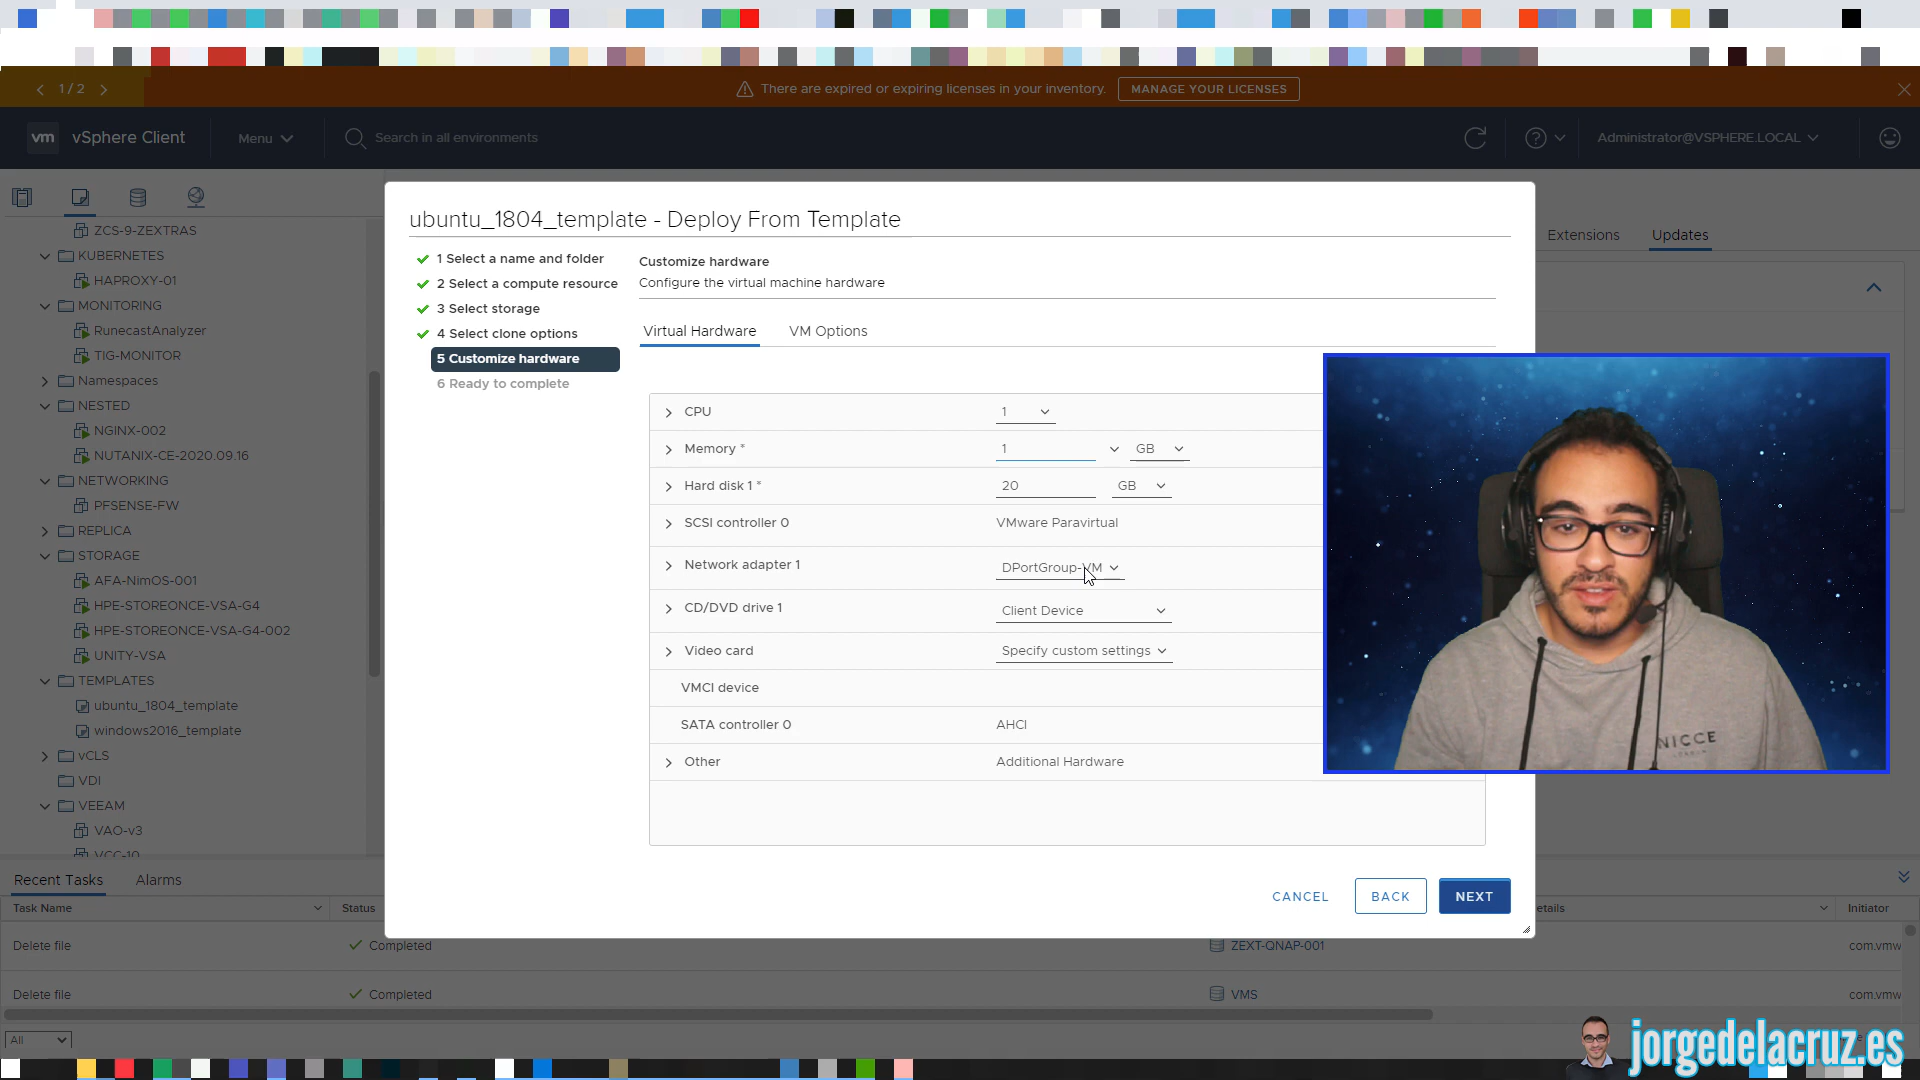 1 / 2
There are expired or expiring licenses in your inventory.
MANAGE YOUR LICENSES
vm vSphere Client
Menu
Search in all environments
Administrator@VSPHERE.LOCAL
ZCS-9-ZEXTRAS
KUBERNETES
HAPROXY-01
MONITORING
RunecastAnalyzer
TIG-MONITOR
Namespaces
NESTED
NGINX-002
NUTANIX-CE-2020.09.16
NETWORKING
PFSENSE-FW
REPLICA
STORAGE
AFA-NimOS-001
HPE-STOREONCE-VSA-G4
HPE-STOREONCE-VSA-G4-002
UNITY-VSA
TEMPLATES
ubuntu_1804_template
windows2016_template
vCLS
VDI
VEEAM
VAO-v3
VCC-10
ubuntu_1804_template - Deploy From Template
1 Select a name and folder
2 Select a compute resource
3 Select storage
4 Select clone options
5 Customize hardware
6 Ready to complete
Customize hardware
Configure the virtual machine hardware
Virtual Hardware VM Options
CPU 1
Memory * 1 GB
Hard disk 1 * 20 GB
SCSI controller 0 VMware Paravirtual
Network adapter 1 DPortGroup-VM
CD/DVD drive 1 Client Device
Video card Specify custom settings
VMCI device
SATA controller 0 AHCI
Other Additional Hardware
CANCEL BACK NEXT
Extensions Updates
NICCE
Recent Tasks Alarms
Task Name Status etails Initiator
Delete file Completed ZEXT-QNAP-001 com.vmw
Delete file Completed VMS com.vmw
All
jorgedelacruz.es